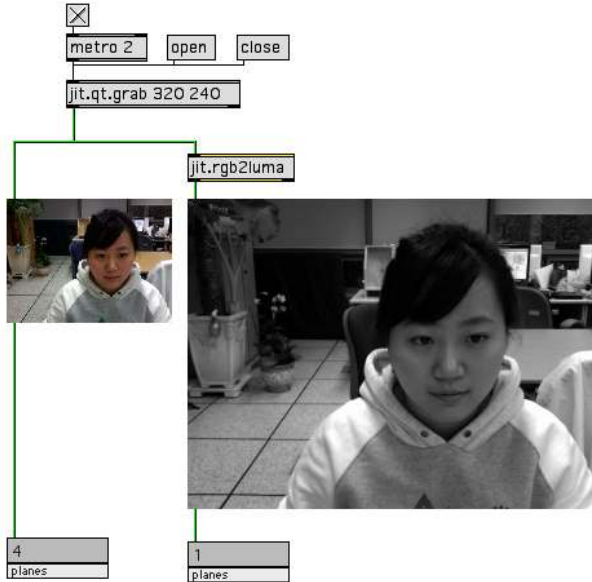 metro 2
open
close
jit.qt.grab 320 240
jit.rgb2luma
4
planes
1
planes